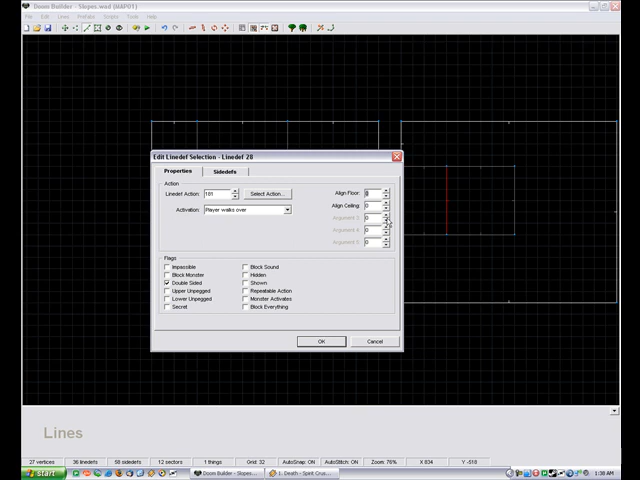 Doom Builder - Slopes.wad (MAP01)
File Edit Lines Prefabs Scripts Tools Help
Edit Linedef Selection - Linedef 28
Properties Sidedefs
Action
Linedef Action: 181 Select Action...
Activation: Player walks over
Align Floor:
Align Ceiling: 0
Argument 3: 0
Argument 4: 0
Argument 5: 0
Flags
Impassible Block Sound
Block Monster Hidden
Double Sided Shown
Upper Unpegged Repeatable Action
Lower Unpegged Monster Activates
Secret Block Everything
OK Cancel
Lines
27 vertices 36 linedefs 58 sidedefs 12 sectors 1 things Grid: 32 AutoSnap: ON AutoStitch: ON Zoom: 76% X 834 Y -518
start Doom Builder - Slopes... 1. Death - Spirit Crus... 1:38 AM